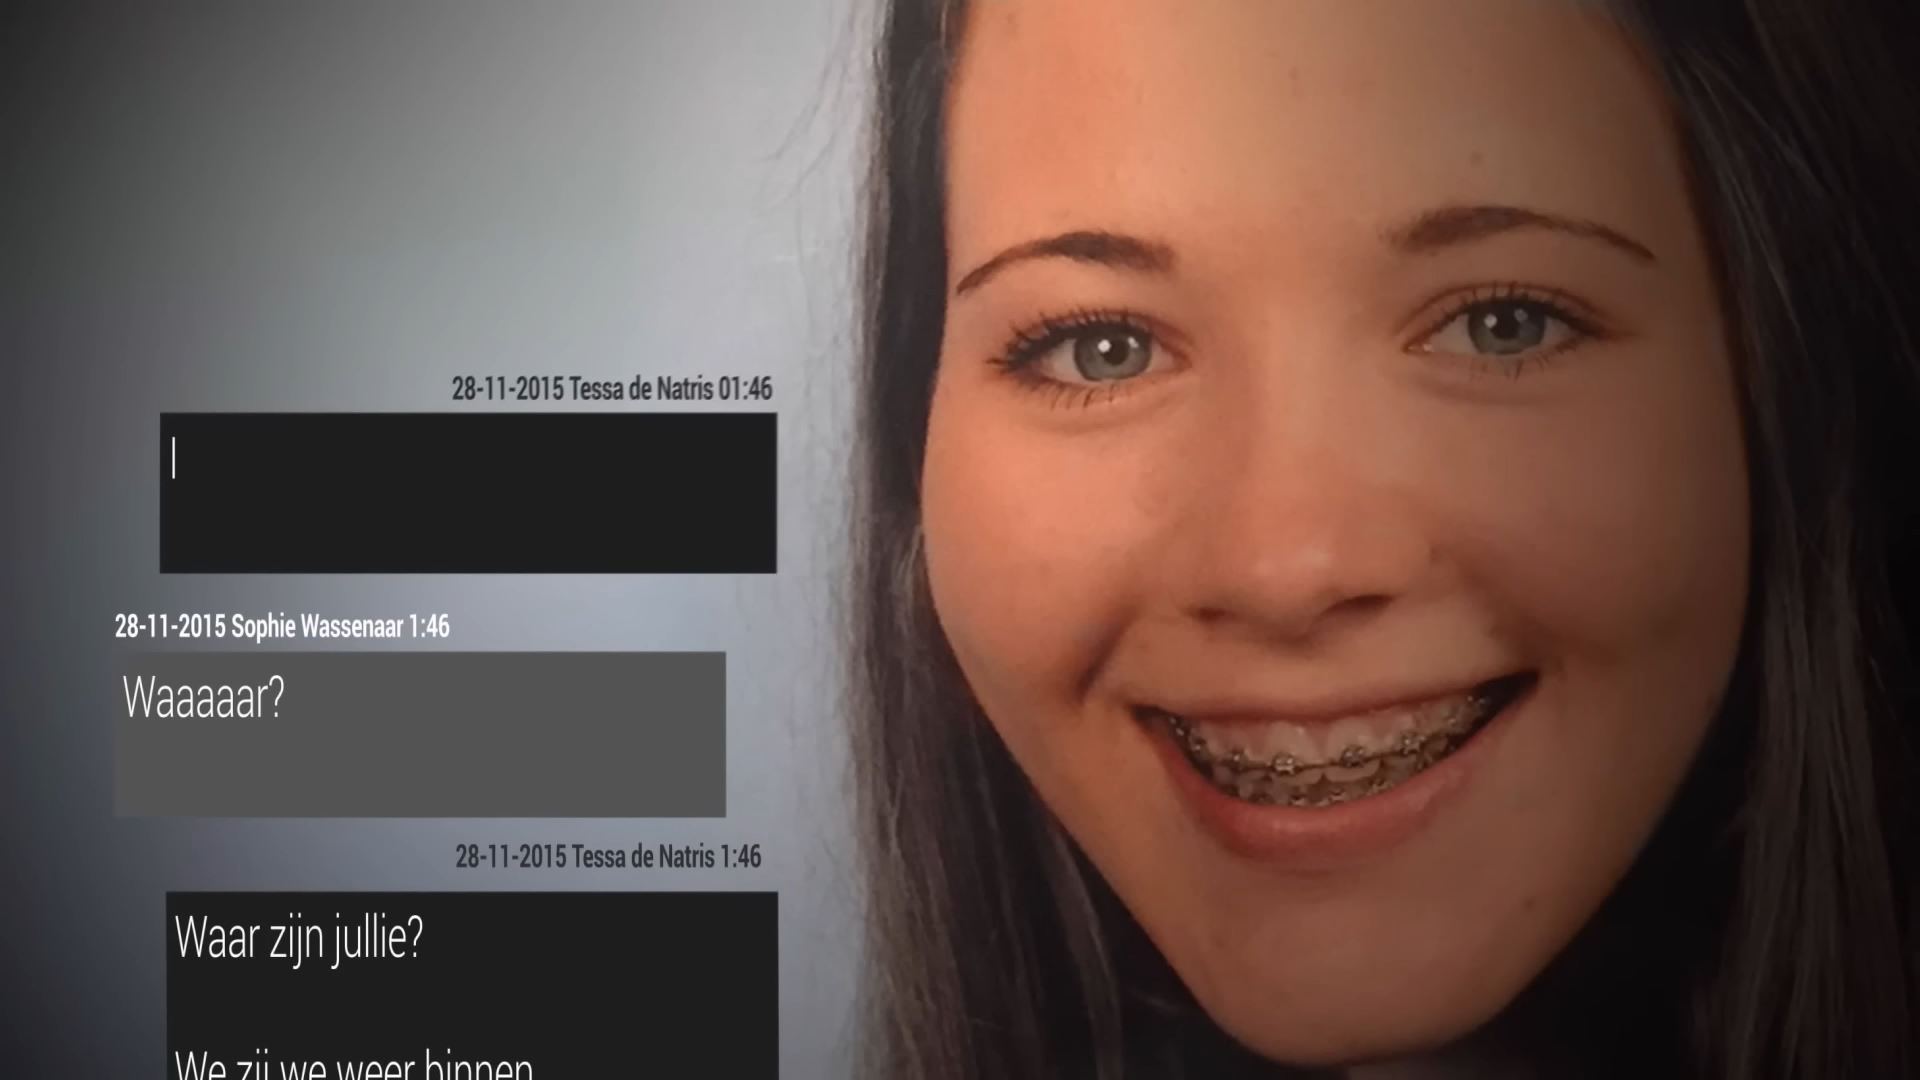 28-11-2015 Tessa de Natris 01:46
28-11-2015 Sophie Wassenaar 1:46
Waaaaar?
28-11-2015 Tessa de Natris 1:46
Waar zijn jullie?
We zij we weer binnen